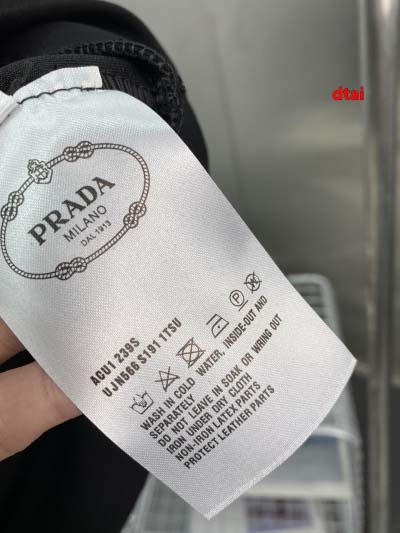 dtai
PRADA
MILANO
DAL 1913
ACU1 239S
UJN566 S191 1TSU
P
WASH IN COLD WATER, INSIDE-OUT AND
SEPARATELY
DO NOT LEAVE IN SOAK OR WRING OUT
IRON UNDER DRY CLOTH
NON-IRON LATEX PARTS
PROTECT LEATHER PARTS